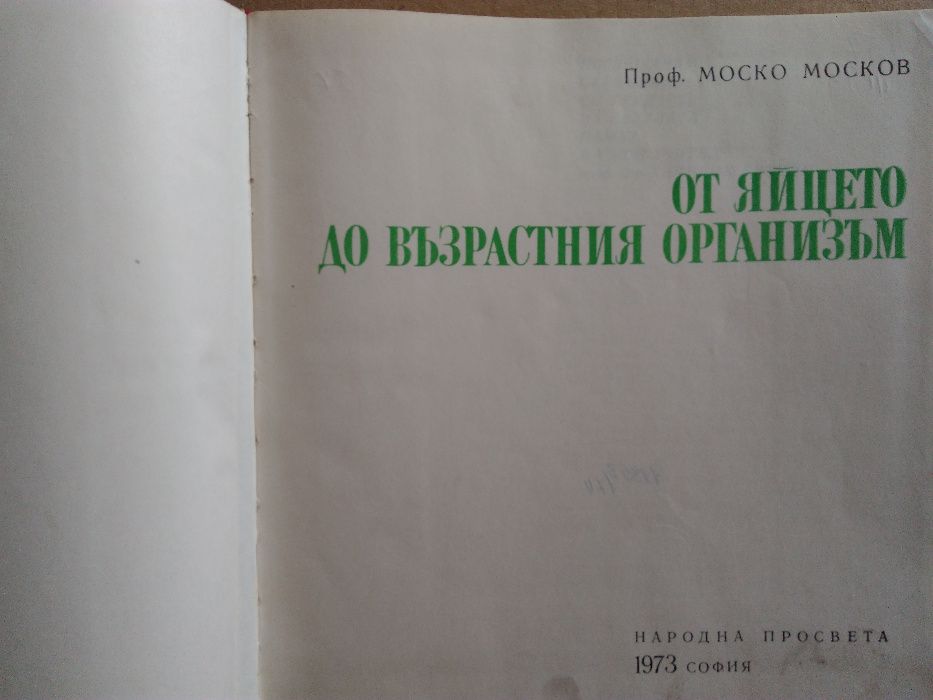 Проф. МОСКО МОСКОВ
ОТ ЯЙЦЕТО
ДО ВЪЗРАСТНИЯ ОРГАНИЗЪМ
НАРОДНА ПРОСВЕТА
1973 СОФИЯ